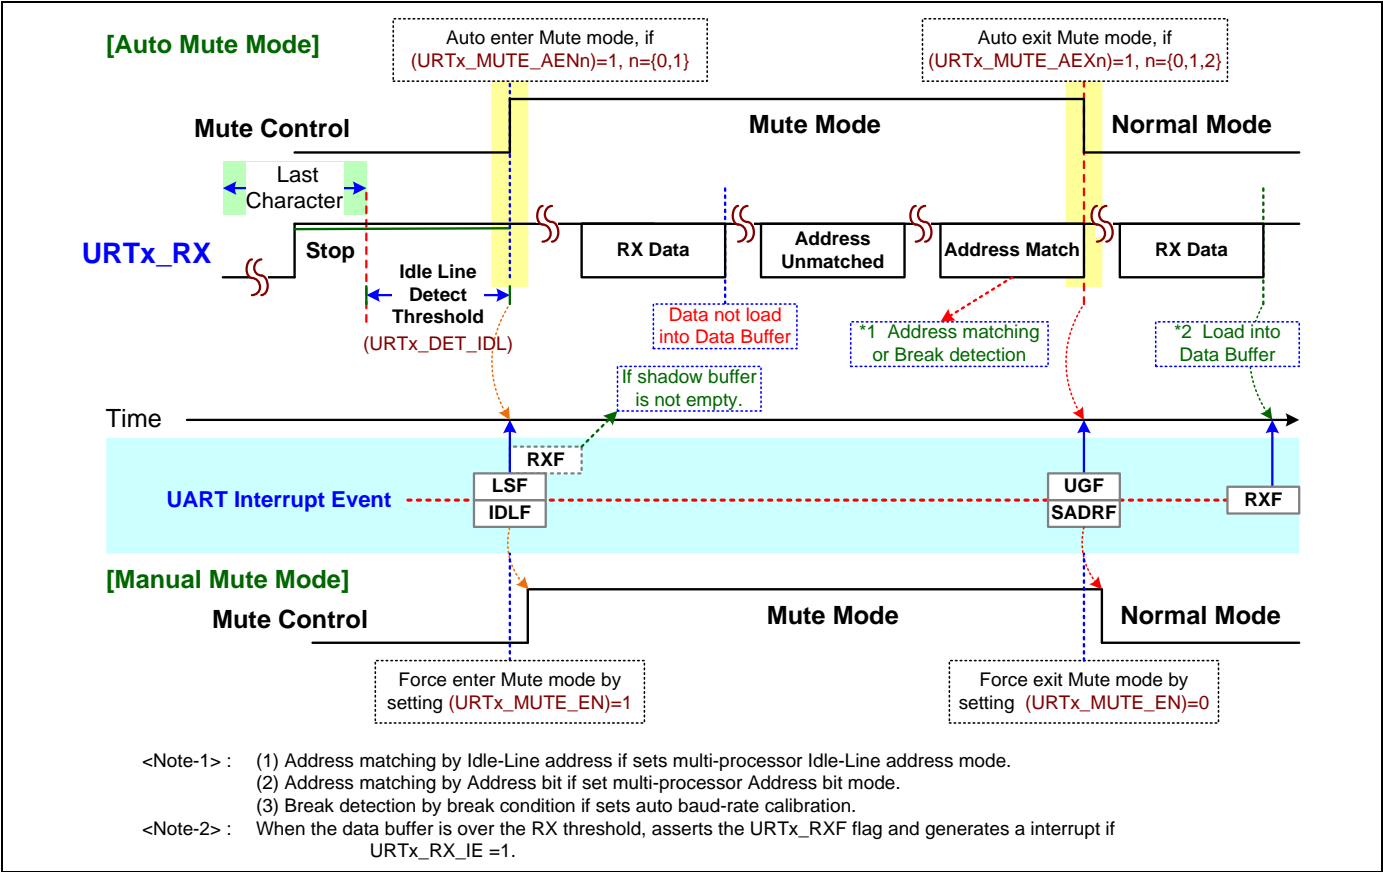 [Auto Mute Mode]
Auto enter Mute mode, if
(URTx_MUTE_AENn)=1, n={0,1}
Auto exit Mute mode, if
(URTx_MUTE_AEXn)=1, n={0,1,2}
Mute Control
Mute Mode
Normal Mode
Last
Character
URTx_RX
Stop
RX Data
Address
Unmatched
Address Match
RX Data
Idle Line
Detect
Threshold
(URTx_DET_IDL)
Data not load
into Data Buffer
*1 Address matching
or Break detection
*2 Load into
Data Buffer
If shadow buffer
is not empty.
Time
RXF
LSF
IDLF
UGF
SADRF
RXF
UART Interrupt Event
[Manual Mute Mode]
Mute Control
Mute Mode
Normal Mode
Force enter Mute mode by
setting (URTx_MUTE_EN)=1
Force exit Mute mode by
setting (URTx_MUTE_EN)=0
<Note-1> : (1) Address matching by Idle-Line address if sets multi-processor Idle-Line address mode.
(2) Address matching by Address bit if set multi-processor Address bit mode.
(3) Break detection by break condition if sets auto baud-rate calibration.
<Note-2> : When the data buffer is over the RX threshold, asserts the URTx_RXF flag and generates a interrupt if
URTx_RX_IE =1.